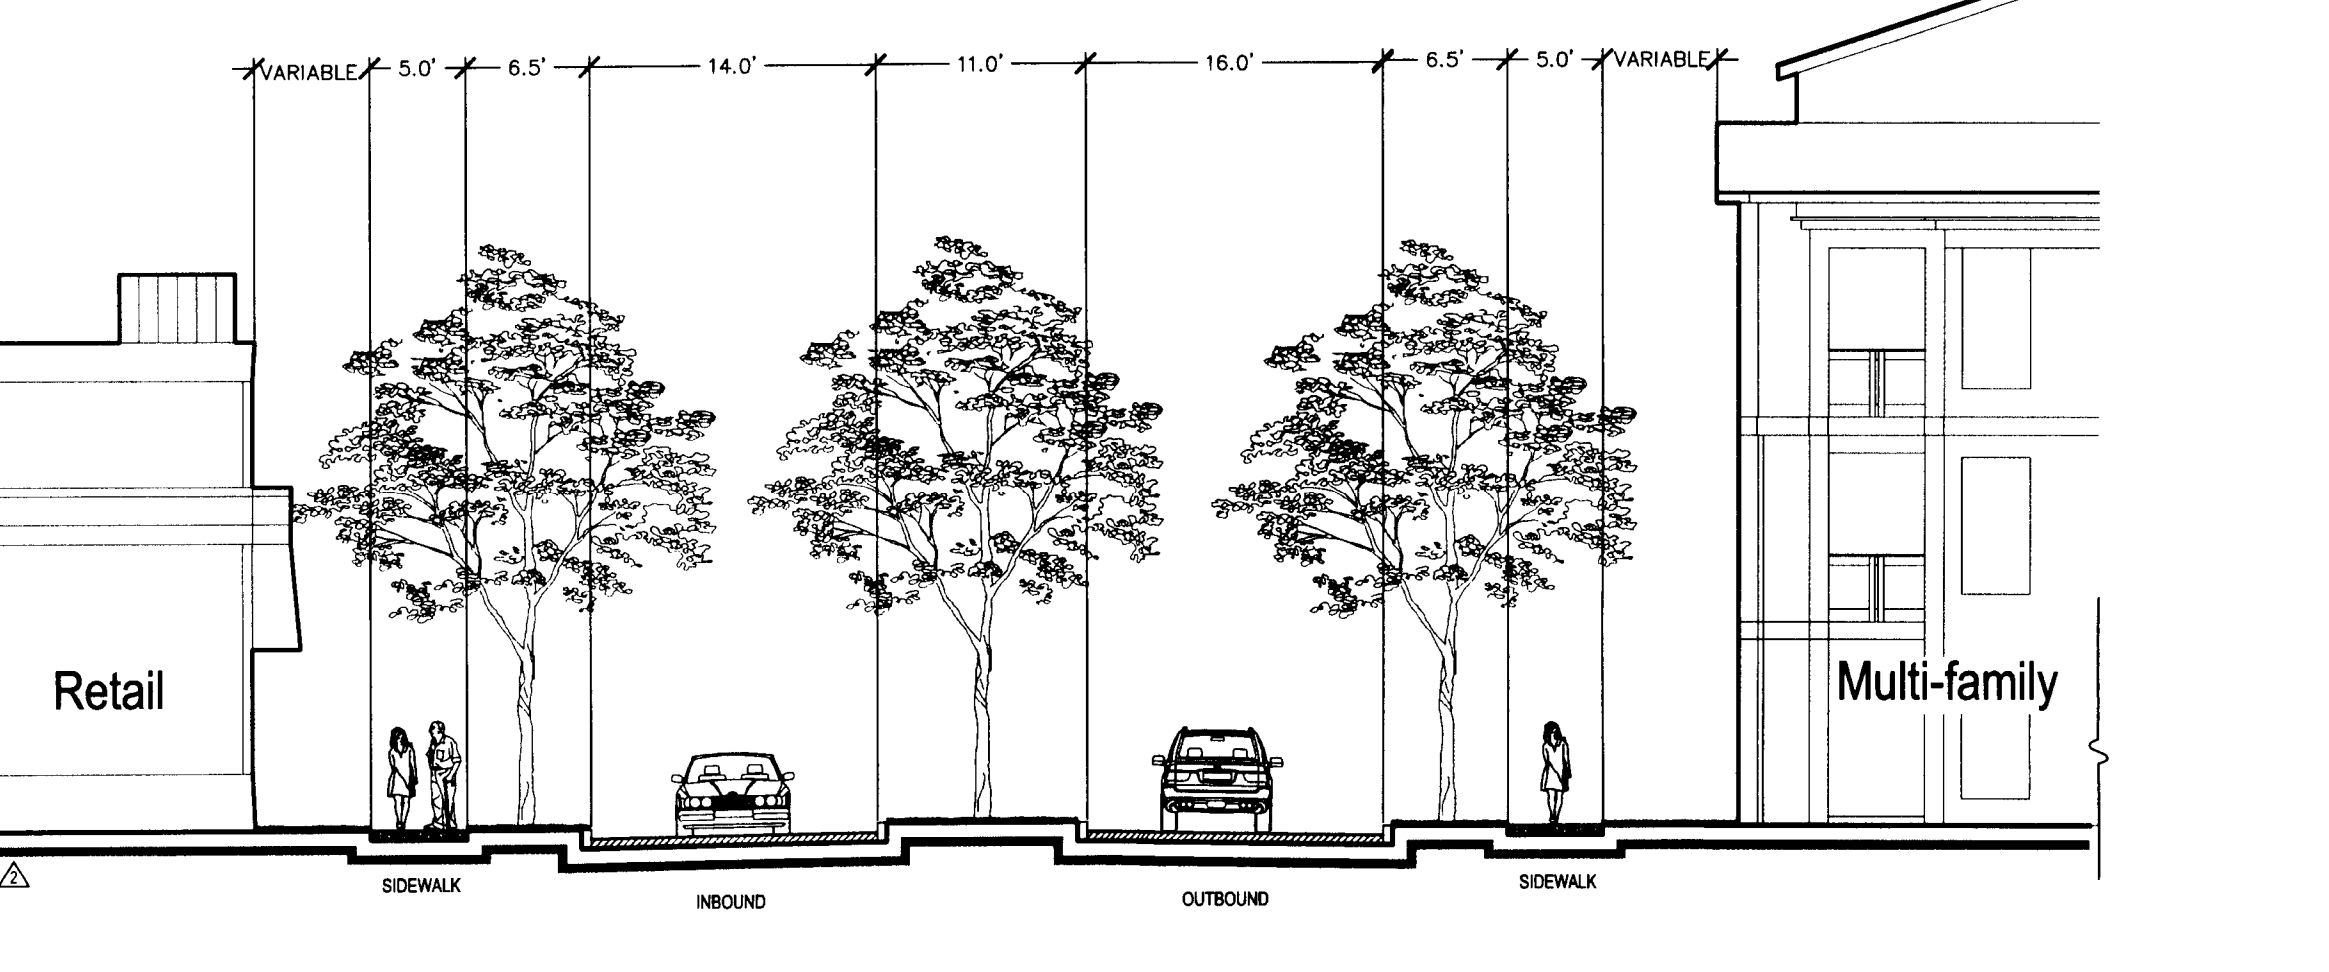 VARIABLE 5.0' 6.5' 14.0' 11.0' 16.0' 6.5' 5.0' VARIABLE
Retail
Multi-family
2
SIDEWALK
INBOUND
OUTBOUND
SIDEWALK